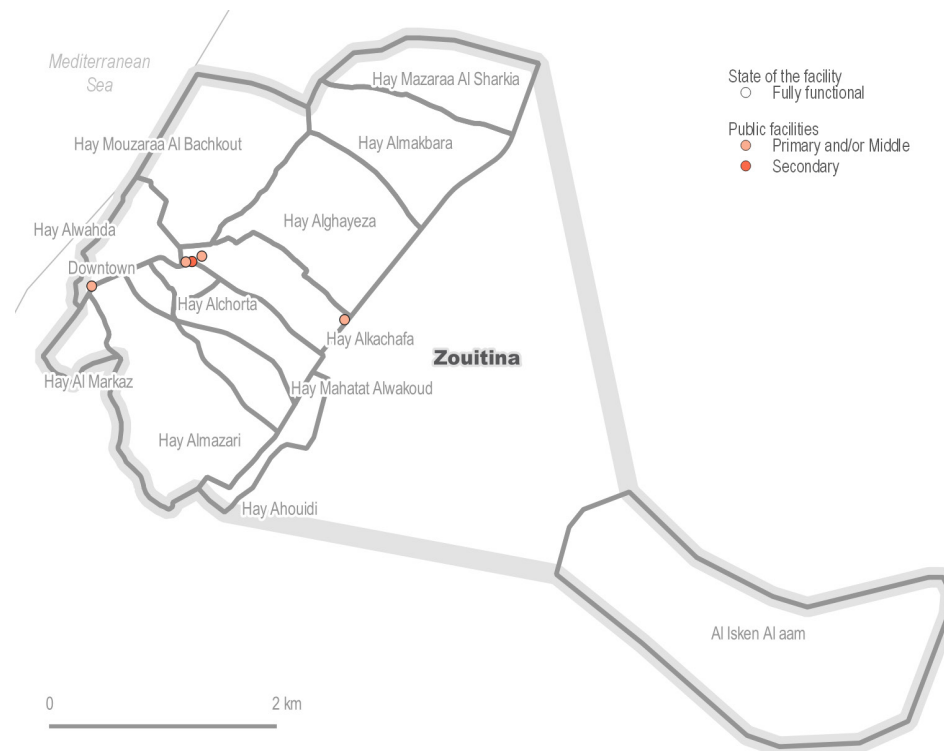 Mediterranean
Sea
Hay Mazaraa Al Sharkia
State of the facility
Fully functional
Public facilities
Primary and/or Middle
Secondary
Hay Mouzaraa Al Bachkout
Hay Almakbara
Hay Alghayeza
Hay Alwahda
Downtown
Hay Alchorta
Hay Alkachafa
Zouitina
Hay Al Markaz
Hay Mahatat Alwakoud
Hay Almazari
Hay Ahouidi
Al Isken Al aam
0
2 km